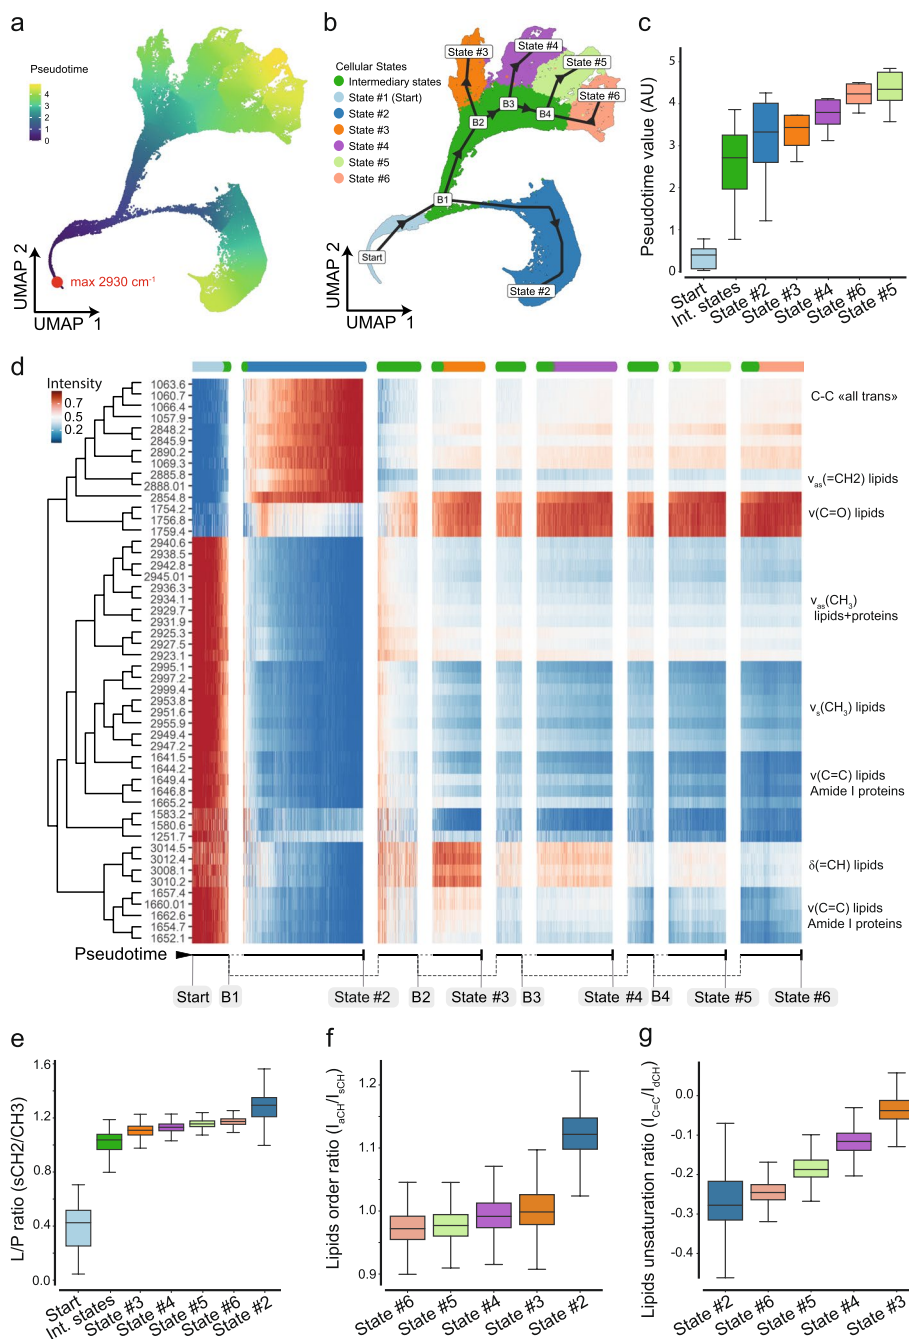 a
Pseudotime
4
3
2
1
0
max 2930 cm⁻¹
UMAP 2
UMAP 1
b
Cellular States
Intermediary states
State #1 (Start)
State #2
State #3
State #4
State #5
State #6
State #3
State #4
State #5
State #6
B3
B4
B2
B1
Start
State #2
UMAP 2
UMAP 1
c
Pseudotime value (AU)
5
4
3
2
1
0
Start
Int. states
State #2
State #3
State #4
State #6
State #5
d
Intensity
0.7
0.5
0.2
1063.6
1060.7
1066.4
1057.9
2848.2
2845.9
2890.2
1069.3
2885.8
2888.01
2854.8
1754.2
1756.8
1759.4
2940.6
2938.5
2942.8
2945.01
2936.3
2934.1
2929.7
2931.9
2925.3
2927.5
2923.1
2995.1
2997.2
2999.4
2953.8
2951.6
2955.9
2949.4
2947.2
1641.5
1644.2
1649.4
1646.8
1665.2
1583.2
1580.6
1251.7
3014.5
3012.4
3008.1
3010.2
1657.4
1660.01
1662.6
1654.7
1652.1
C-C «all trans»
νas(=CH2) lipids
ν(C=O) lipids
νas(CH₃)
lipids+proteins
νs(CH₃) lipids
ν(C=C) lipids
Amide I proteins
δ(=CH) lipids
ν(C=C) lipids
Amide I proteins
Pseudotime
Start B1 State #2 B2 State #3 B3 State #4 B4 State #5 State #6
e
L/P ratio (sCH2/CH3)
1.6
1.2
0.8
0.4
0.0
Start
Int. states
State #3
State #4
State #5
State #6
State #2
f
Lipids order ratio (IaCH/IsCH)
1.2
1.1
1.0
0.9
State #6
State #5
State #4
State #3
State #2
g
Lipids unsaturation ratio (IC=C/IdCH)
0.0
-0.1
-0.2
-0.3
-0.4
State #2
State #6
State #5
State #4
State #3